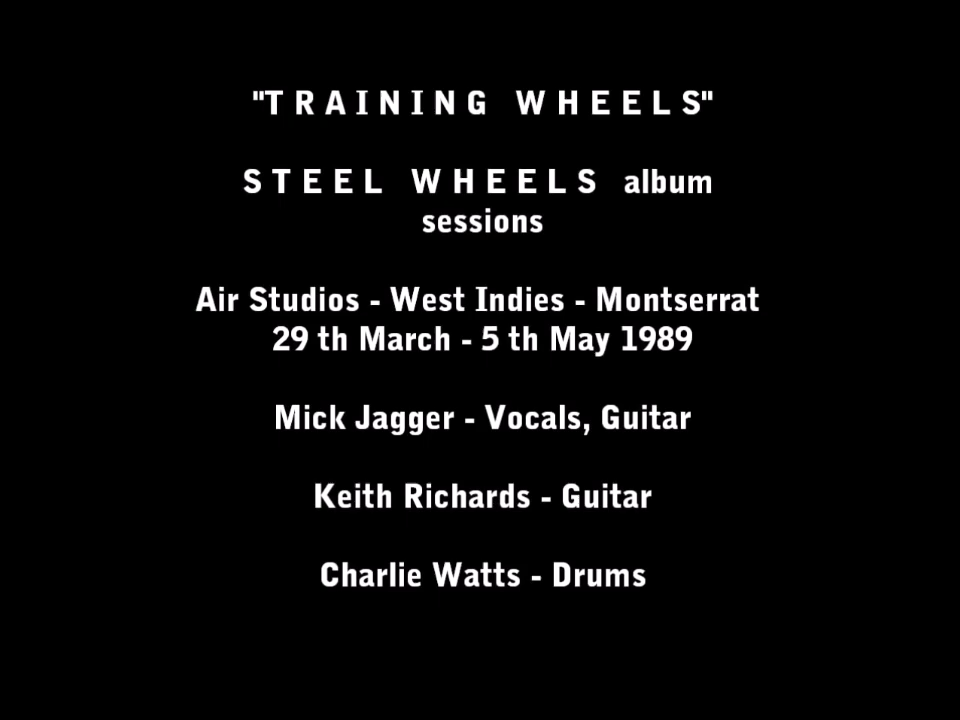 "T R A I N I N G W H E E L S"
S T E E L W H E E L S album
sessions
Air Studios - West Indies - Montserrat
29 th March - 5 th May 1989
Mick Jagger - Vocals, Guitar
Keith Richards - Guitar
Charlie Watts - Drums